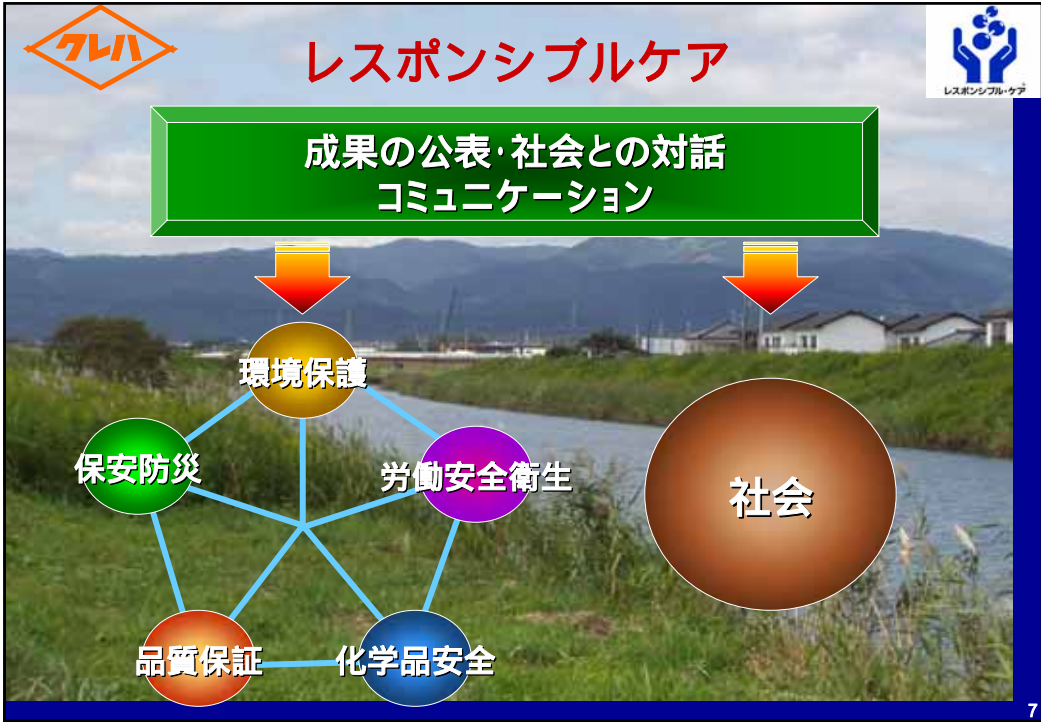 クレハ
レスポンシブルケア
レスポンシブル・ケア
成果の公表・社会との対話
コミュニケーション
環境保護
保安防災
労働安全衛生
社会
品質保証
化学品安全
7